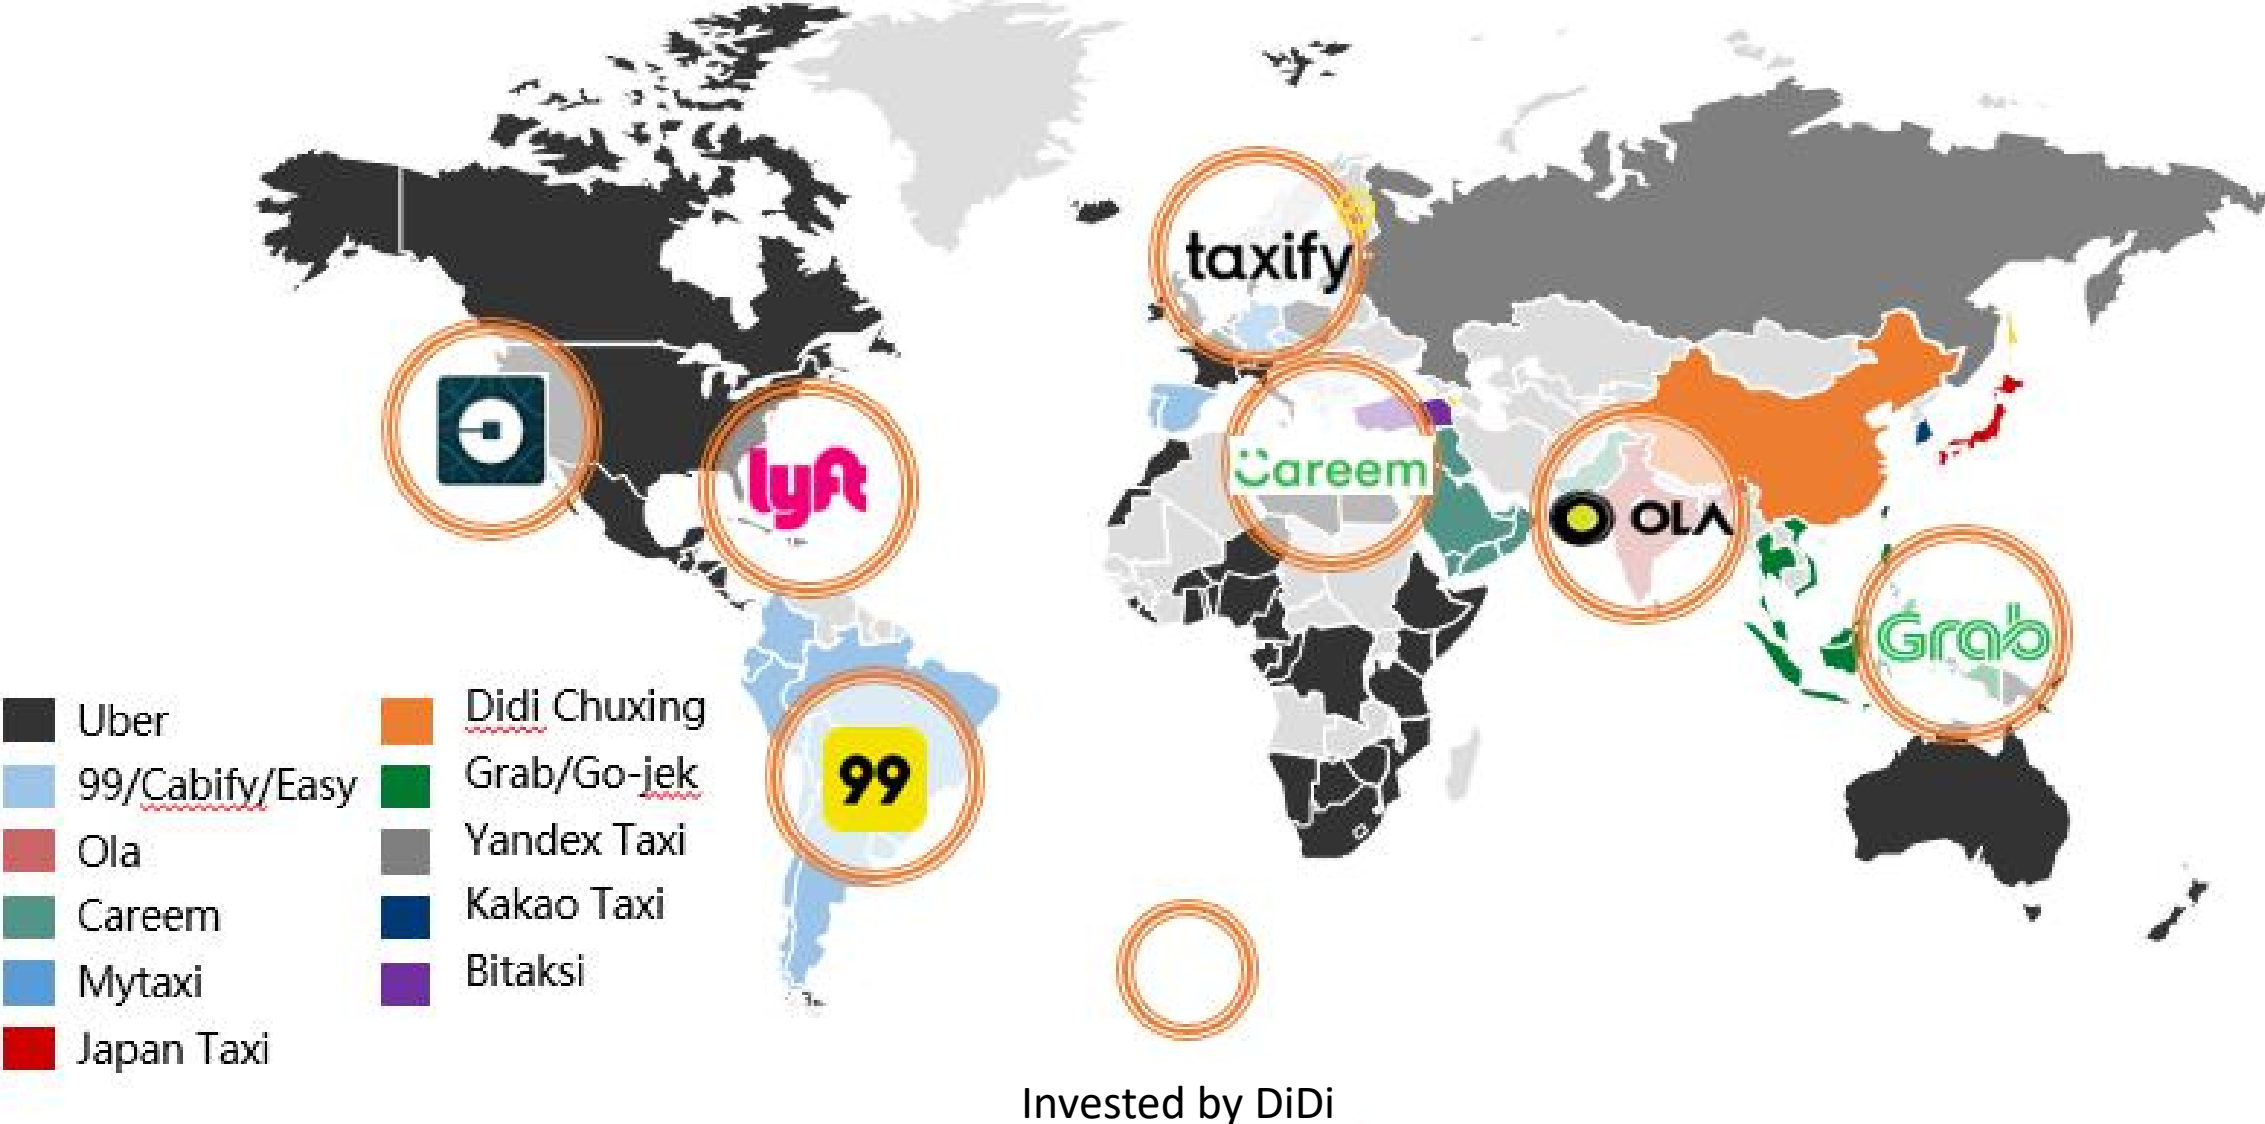 taxify
lyft
Careem
OLA
Grab
99
Uber
99/Cabify/Easy
Ola
Careem
Mytaxi
Japan Taxi
Didi Chuxing
Grab/Go-jek
Yandex Taxi
Kakao Taxi
Bitaksi
Invested by DiDi